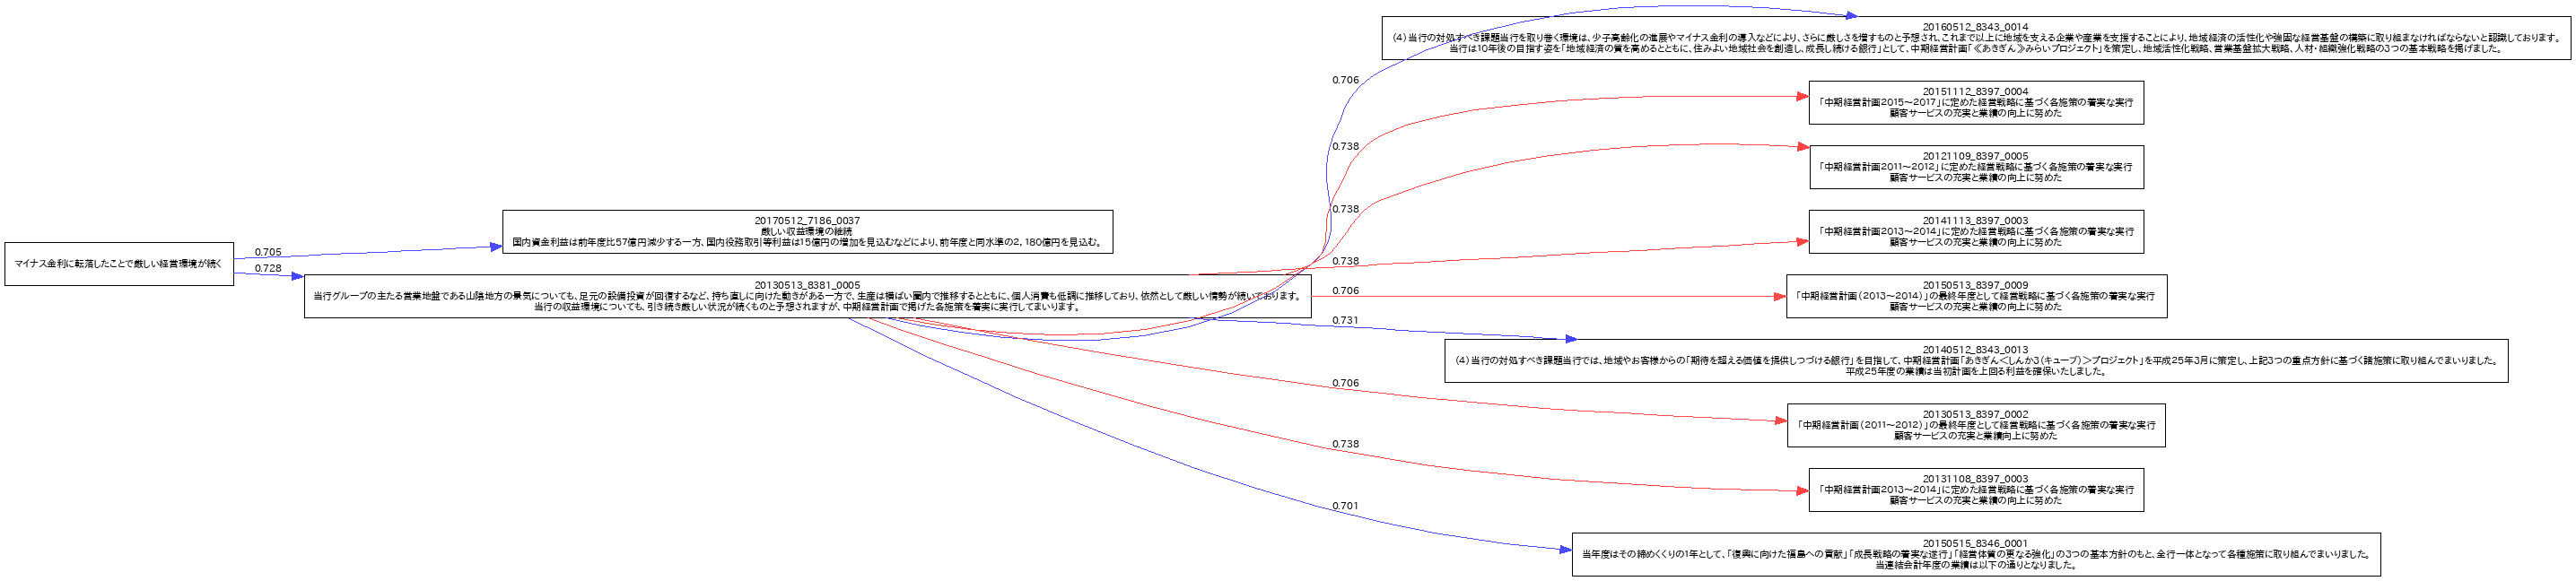 マイナス金利に転落したことで厳しい経営環境が続く
0.705
0.728
20170512_7186_0037
厳しい収益環境の継続
国内資金利益は前年度比57億円減少する一方、国内役務取引等利益は15億円の増加を見込むなどにより、前年度と同水準の2,180億円を見込む。
20130513_8381_0005
当行グループの主たる営業地盤である山陰地方の景気についても、足元の設備投資が回復するなど、持ち直しに向けた動きがある一方で、生産は横ばい圏内で推移するとともに、個人消費も低調に推移しており、依然として厳しい情勢が続いております。
当行の収益環境についても、引き続き厳しい状況が続くものと予想されますが、中期経営計画で掲げた各施策を着実に実行してまいります。
0.706
0.738
0.738
0.738
0.706
0.731
0.706
0.738
0.701
20160512_8343_0014
(4)当行の対処すべき課題当行を取り巻く環境は、少子高齢化の進展やマイナス金利の導入などにより、さらに厳しさを増すものと予想され、これまで以上に地域を支える企業や産業を支援することにより、地域経済の活性化や強固な経営基盤の構築に取り組まなければならないと認識しております。
当行は10年後の目指す姿を「地域経済の質を高めるとともに、住みよい地域社会を創造し、成長し続ける銀行」として、中期経営計画「≪あきぎん≫みらいプロジェクト」を策定し、地域活性化戦略、営業基盤拡大戦略、人材・組織強化戦略の3つの基本戦略を掲げました。
20151112_8397_0004
「中期経営計画2015~2017」に定めた経営戦略に基づく各施策の着実な実行
顧客サービスの充実と業績の向上に努めた
20121109_8397_0005
「中期経営計画2011~2012」に定めた経営戦略に基づく各施策の着実な実行
顧客サービスの充実と業績の向上に努めた
20141113_8397_0003
「中期経営計画2013~2014」に定めた経営戦略に基づく各施策の着実な実行
顧客サービスの充実と業績の向上に努めた
20150513_8397_0009
「中期経営計画(2013~2014)」の最終年度として経営戦略に基づく各施策の着実な実行
顧客サービスの充実と業績の向上に努めた
20140512_8343_0013
(4)当行の対処すべき課題当行では、地域やお客様からの「期待を超える価値を提供しつづける銀行」を目指して、中期経営計画「あきぎん<しんか3(キューブ)>プロジェクト」を平成25年3月に策定し、上記3つの重点方針に基づく諸施策に取り組んでまいりました。
平成25年度の業績は当初計画を上回る利益を確保いたしました。
20130513_8397_0002
「中期経営計画(2011~2012)」の最終年度として経営戦略に基づく各施策の着実な実行
顧客サービスの充実と業績向上に努めた
20131108_8397_0003
「中期経営計画2013~2014」に定めた経営戦略に基づく各施策の着実な実行
顧客サービスの充実と業績の向上に努めた
20150515_8346_0001
当年度はその締めくくりの1年として、「復興に向けた福島への貢献」「成長戦略の着実な遂行」「経営体質の更なる強化」の3つの基本方針のもと、全行一体となって各種施策に取り組んでまいりました。
当連結会計年度の業績は以下の通りとなりました。